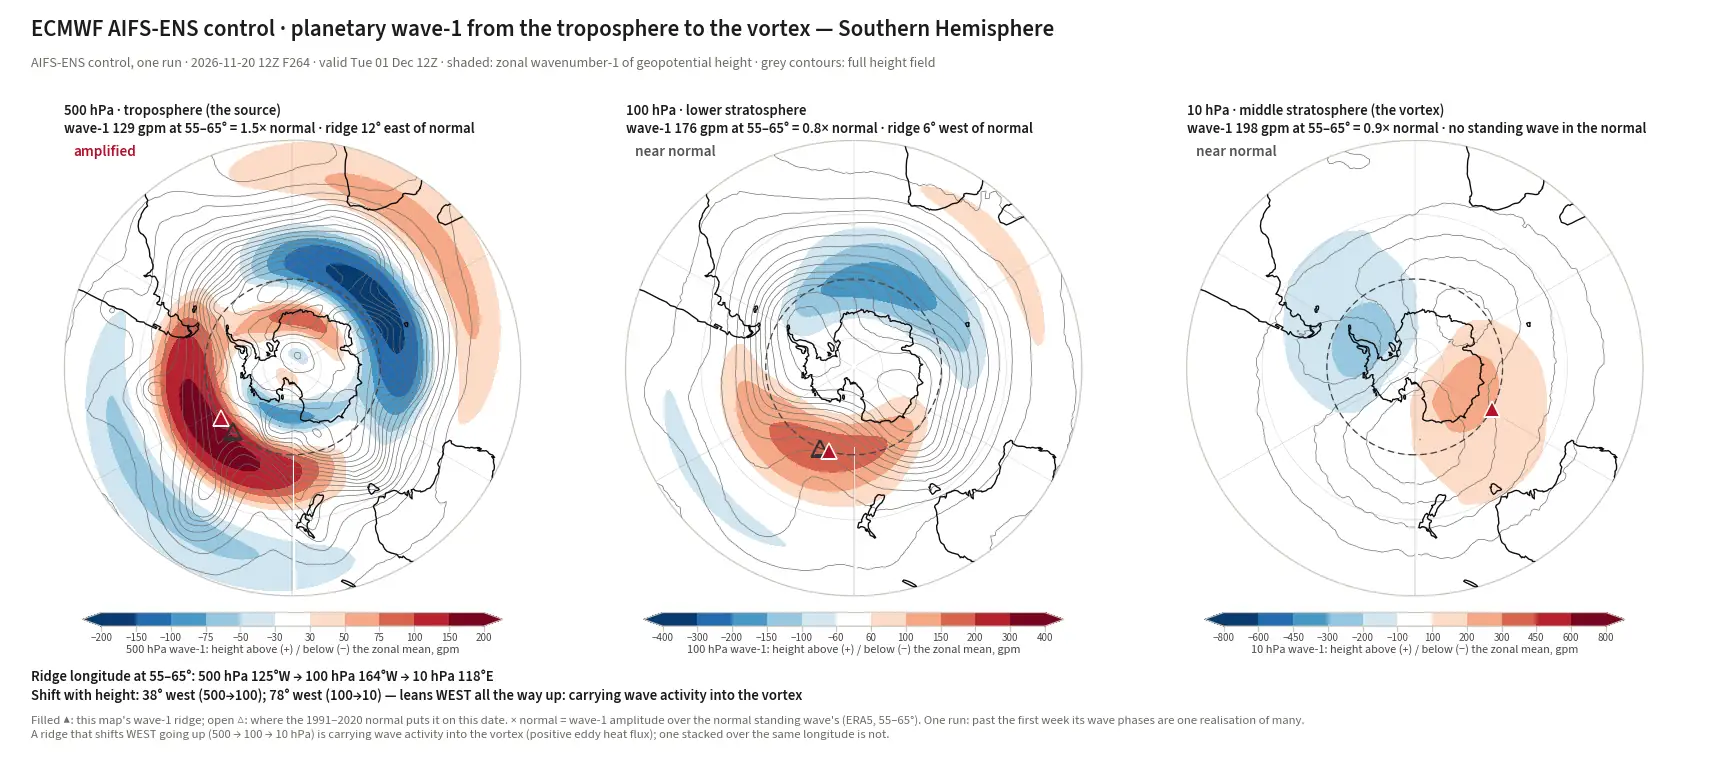 ECMWF AIFS-ENS control · planetary wave-1 from the troposphere to the vortex — Southern Hemisphere
AIFS-ENS control, one run · 2026-11-20 12Z F264 · valid Tue 01 Dec 12Z · shaded: zonal wavenumber-1 of geopotential height · grey contours: full height field
500 hPa · troposphere (the source)
wave-1 129 gpm at 55–65° = 1.5× normal · ridge 12° east of normal
amplified
100 hPa · lower stratosphere
wave-1 176 gpm at 55–65° = 0.8× normal · ridge 6° west of normal
near normal
10 hPa · middle stratosphere (the vortex)
wave-1 198 gpm at 55–65° = 0.9× normal · no standing wave in the normal
near normal
−200 −150 −100 −75 −50 −30 30 50 75 100 150 200
500 hPa wave-1: height above (+) / below (−) the zonal mean, gpm
−400 −300 −200 −150 −100 −60 60 100 150 200 300 400
100 hPa wave-1: height above (+) / below (−) the zonal mean, gpm
−800 −600 −450 −300 −200 −100 100 200 300 450 600 800
10 hPa wave-1: height above (+) / below (−) the zonal mean, gpm
Ridge longitude at 55–65°: 500 hPa 125°W → 100 hPa 164°W → 10 hPa 118°E
Shift with height: 38° west (500→100); 78° west (100→10) — leans WEST all the way up: carrying wave activity into the vortex
Filled ▲: this map's wave-1 ridge; open △: where the 1991–2020 normal puts it on this date. × normal = wave-1 amplitude over the normal standing wave's (ERA5, 55–65°). One run: past the first week its wave phases are one realisation of many.
A ridge that shifts WEST going up (500 → 100 → 10 hPa) is carrying wave activity into the vortex (positive eddy heat flux); one stacked over the same longitude is not.